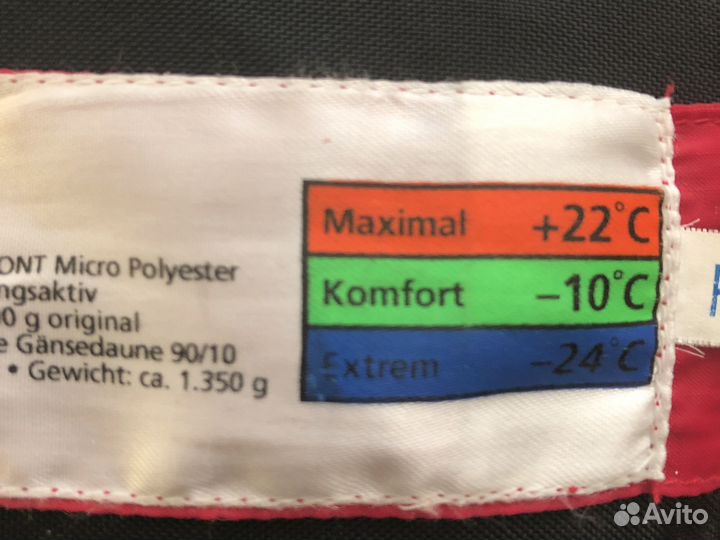 ONT Micro Polyester
ngsaktiv
0 g original
e Gänsedaune 90/10
• Gewicht: ca. 1.350 g
Maximal +22°C
Komfort –10°C
Extrem –24°C
Avito